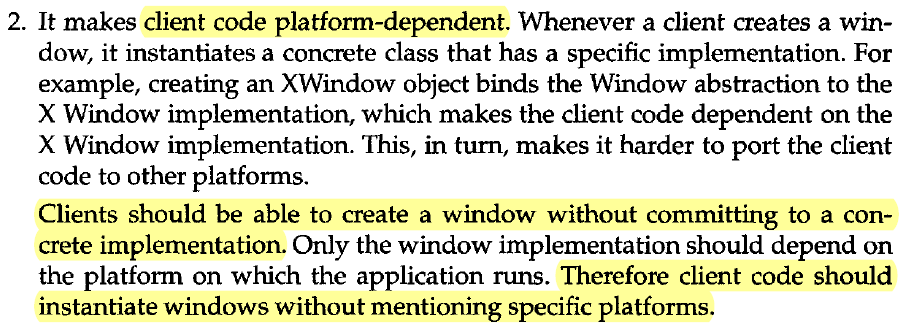 2. It makes client code platform-dependent. Whenever a client creates a win-
dow, it instantiates a concrete class that has a specific implementation. For
example, creating an XWindow object binds the Window abstraction to the
X Window implementation, which makes the client code dependent on the
X Window implementation. This, in turn, makes it harder to port the client
code to other platforms.
Clients should be able to create a window without committing to a con-
crete implementation. Only the window implementation should depend on
the platform on which the application runs. Therefore client code should
instantiate windows without mentioning specific platforms.